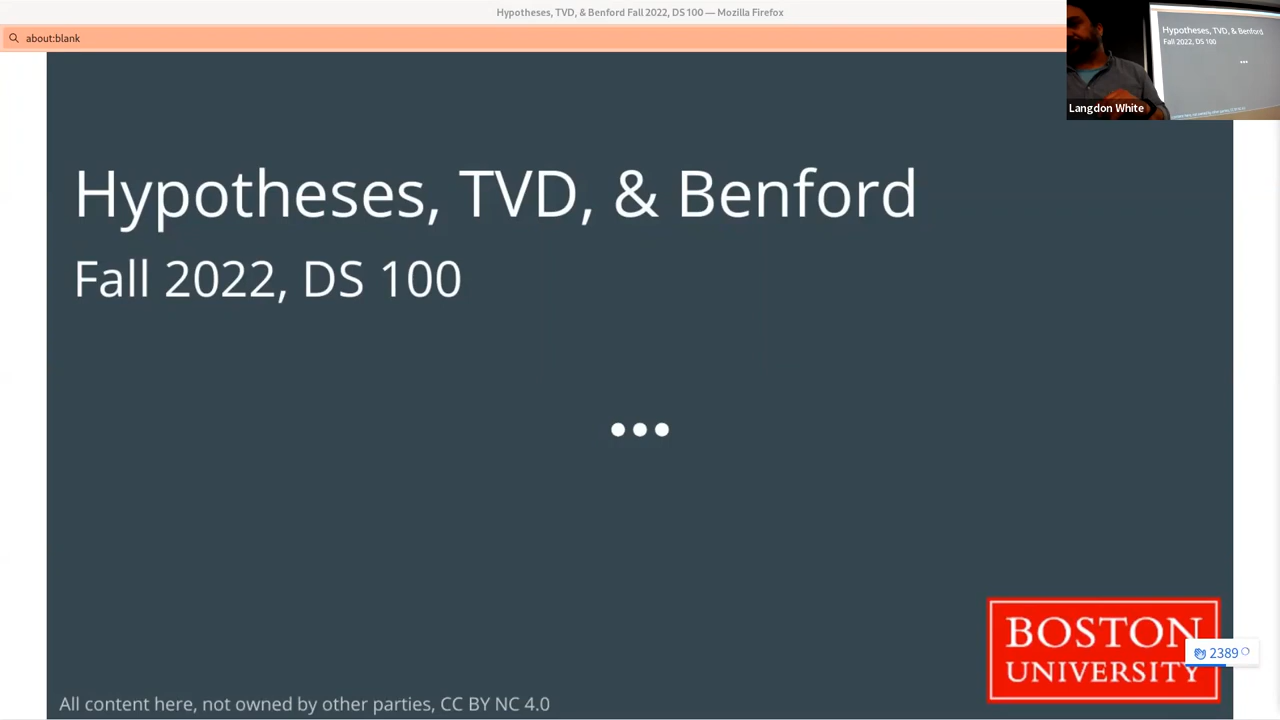 Hypotheses, TVD, & Benford Fall 2022, DS 100 — Mozilla Firefox
about:blank
Hypotheses, TVD, & Benford
Fall 2022, DS 100
Langdon White
Hypotheses, TVD, & Benford
Fall 2022, DS 100
BOSTON
UNIVERSITY
2389
All content here, not owned by other parties, CC BY NC 4.0